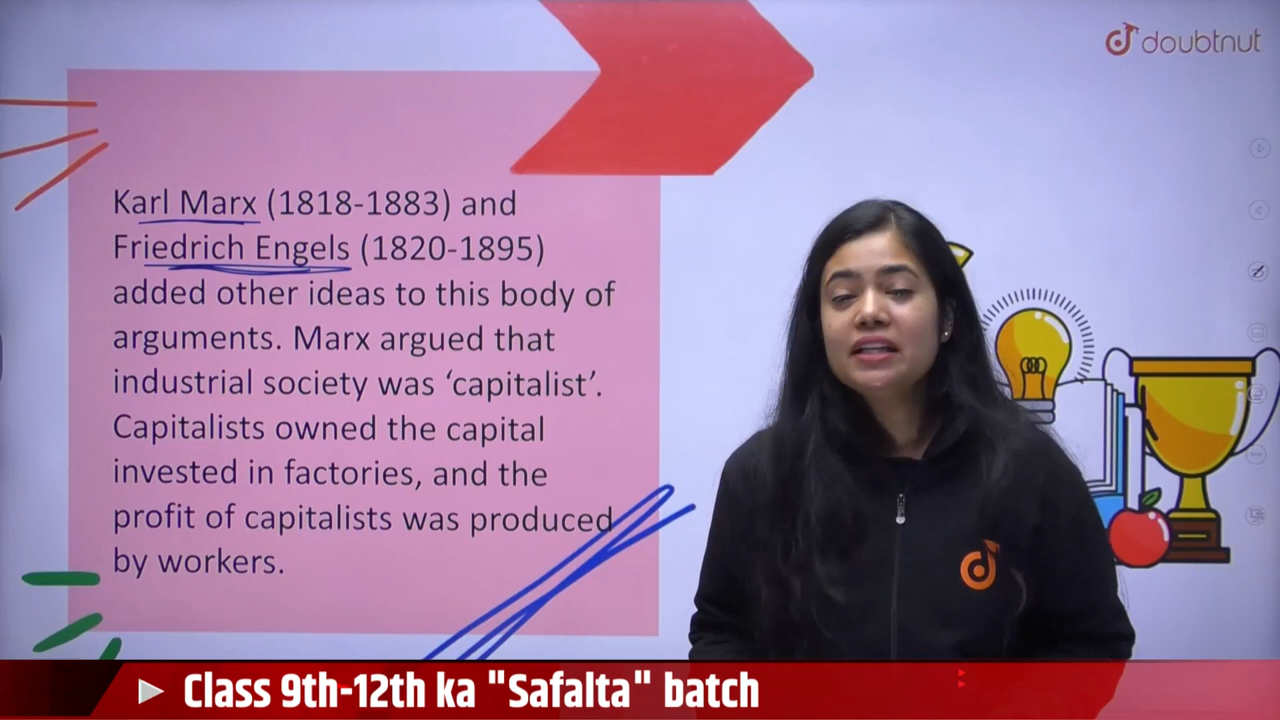 doubtnut
Karl Marx (1818-1883) and
Friedrich Engels (1820-1895)
added other ideas to this body of
arguments. Marx argued that
industrial society was ‘capitalist’.
Capitalists owned the capital
invested in factories, and the
profit of capitalists was produced
by workers.
Class 9th-12th ka "Safalta" batch